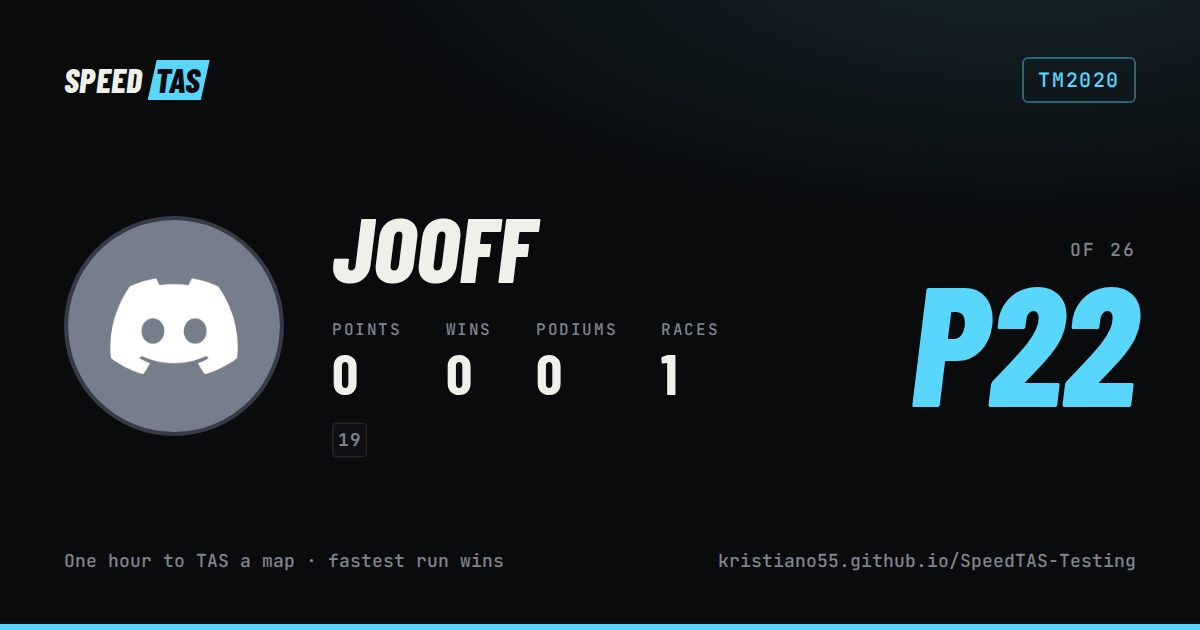 SPEED TAS
TM2020
JOOFF
OF 26
P22
POINTS WINS PODIUMS RACES
0 0 0 1
19
One hour to TAS a map · fastest run wins
kristiano55.github.io/SpeedTAS-Testing